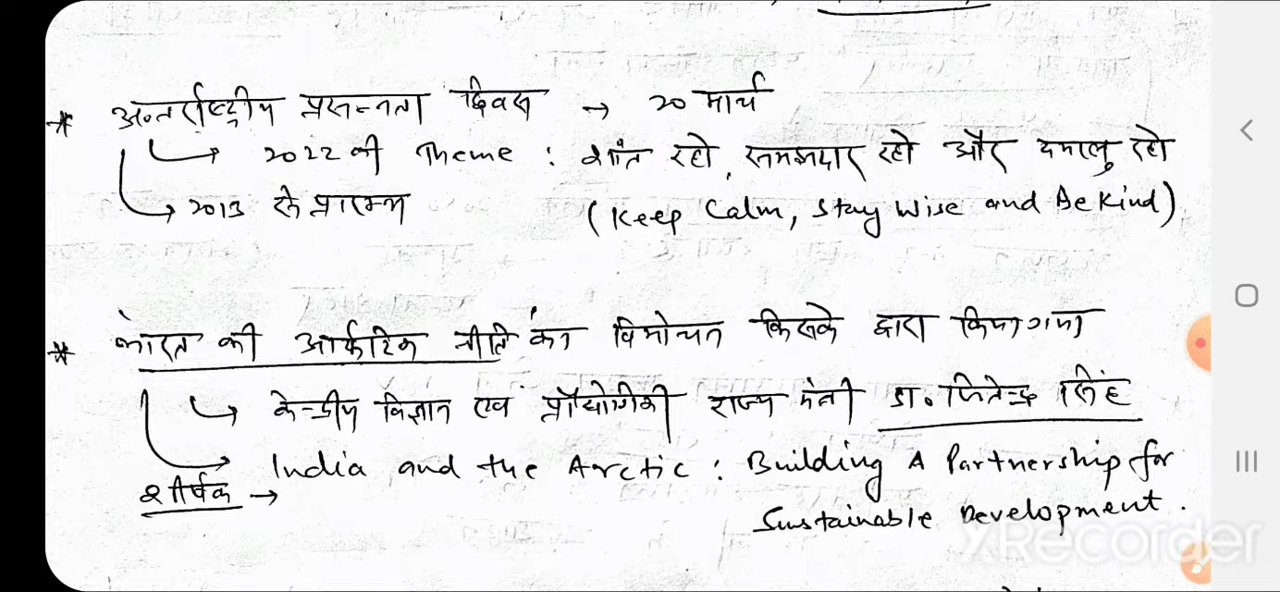 * अन्तर्राष्ट्रीय प्रसन्नता दिवस → 20 मार्च
→ 2022 की Theme : शांत रहो, समझदार रहो और दयालु रहो
→ 2013 से प्रारम्भ (Keep Calm, Stay Wise and Be Kind)
* भारत की आर्कटिक नीति का विमोचन किसके द्वारा किया गया
→ केन्द्रीय विज्ञान एवं प्रौद्योगिकी राज्य मंत्री डा. जितेन्द्र सिंह
→ India and the Arctic : Building A Partnership for
शीर्षक →
Sustainable Development.
XRecorder